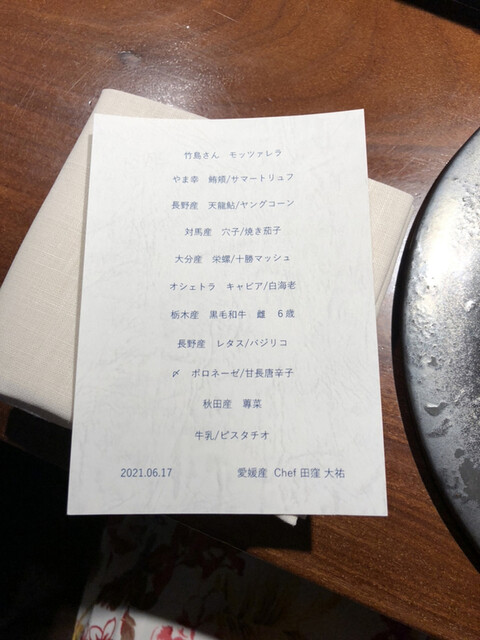 竹島さん　モッツァレラ
やま幸　鮪頬/サマートリュフ
長野産　天龍鮎/ヤングコーン
対馬産　穴子/焼き茄子
大分産　栄螺/十勝マッシュ
オシェトラ　キャビア/白海老
栃木産　黒毛和牛　雌　６歳
長野産　レタス/バジリコ
〆　ボロネーゼ/甘長唐辛子
秋田産　蓴菜
牛乳/ピスタチオ
2021.06.17　愛媛産 Chef 田窪 大祐